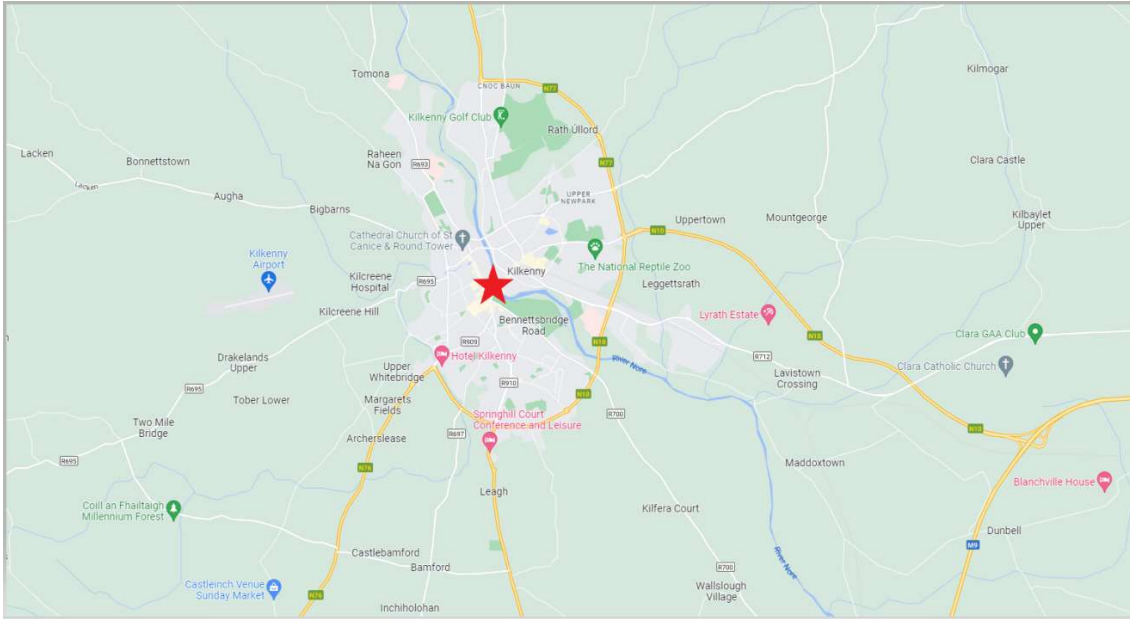 Tomona
Kilmogar
CNOC BAUN
N77
Kilkenny Golf Club
Rath Úllord
Lacken
Bonnettstown
Raheen
Na Gon
R693
N77
Clara Castle
Lacken
Augha
UPPER
NEWPARK
Bigbarns
Uppertown
Mountgeorge
Kilbaylet
Upper
N10
Cathedral Church of St
Canice & Round Tower
Kilkenny
Airport
The National Reptile Zoo
Kilkenny
Kilcreene
Hospital
R695
Leggettsrath
Kilcreene Hill
Bennettsbridge
Road
Lyrath Estate
N10
Clara GAA Club
R909
N10
Hotel Kilkenny
River Nore
R712
Drakelands
Upper
Upper
Whitebridge
Clara Catholic Church
Lavistown
Crossing
R695
R910
N10
Tober Lower
Margarets
Fields
Two Mile
Bridge
Springhill Court
Conference and Leisure
R700
N10
Archerslease
R697
R695
N76
Maddoxtown
Blanchville House
Leagh
Coill an Fhailtaigh
Millennium Forest
Kilfera Court
Dunbell
M9
Castlebamford
Bamford
R700
River Nore
Castleinch Venue
Sunday Market
N76
Wallslough
Village
Inchiholohan